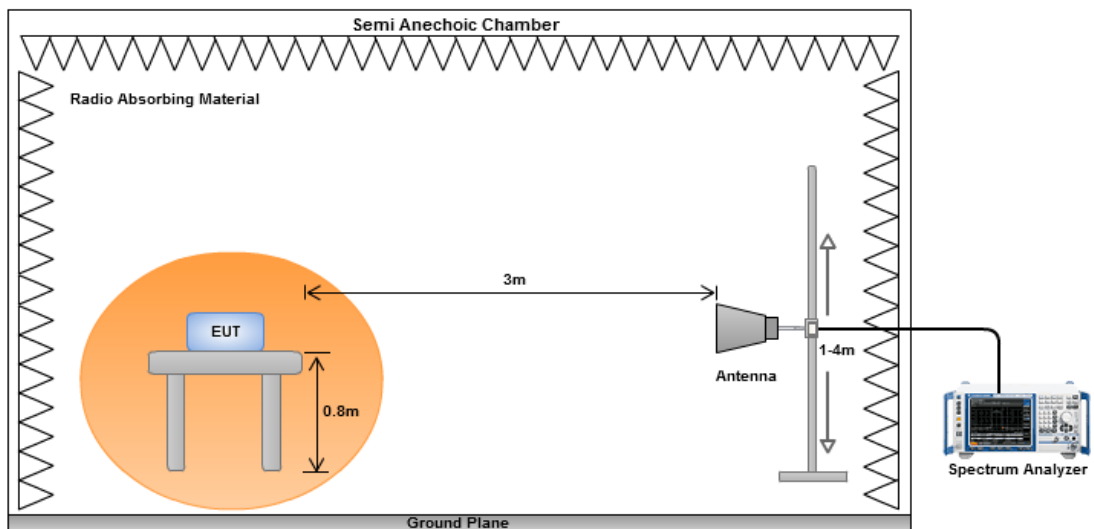 Semi Anechoic Chamber
Radio Absorbing Material
3m
EUT
1-4m
Antenna
0.8m
Spectrum Analyzer
Ground Plane